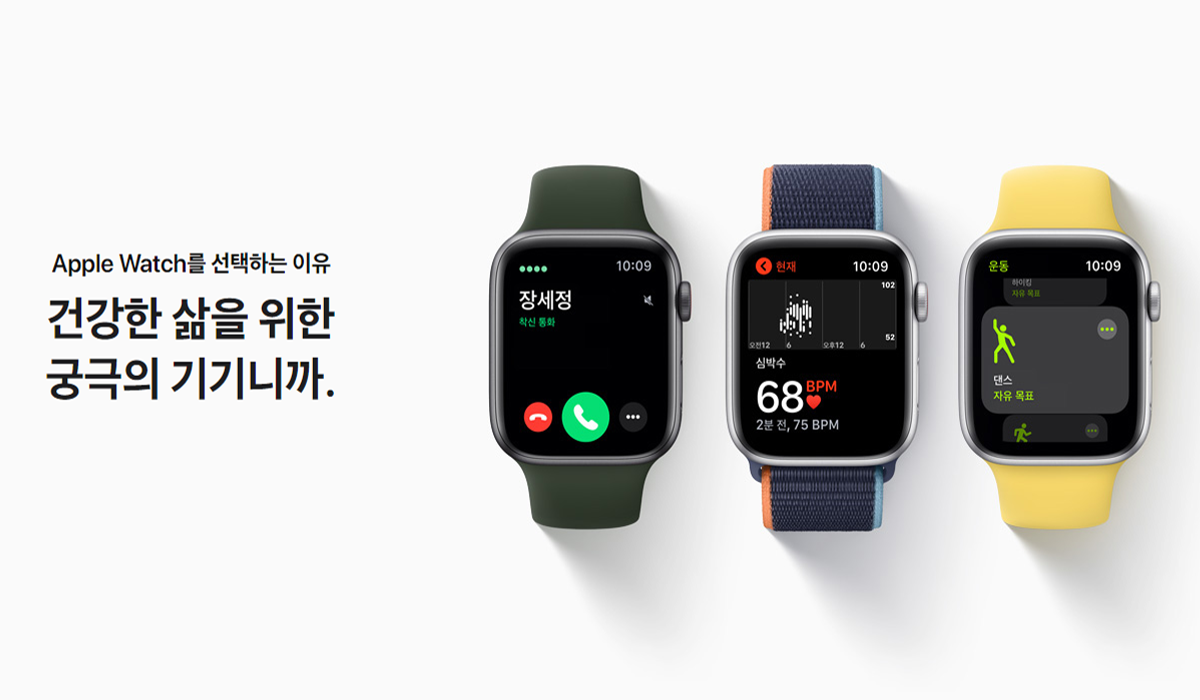 Apple Watch를 선택하는 이유
건강한 삶을 위한
궁극의 기기니까.
10:09
장세정
착신 통화
현재 10:09
102
52
오전12 6 오후12 6
심박수
68 BPM
2분 전, 75 BPM
운동 10:09
하이킹
자유 목표
댄스
자유 목표